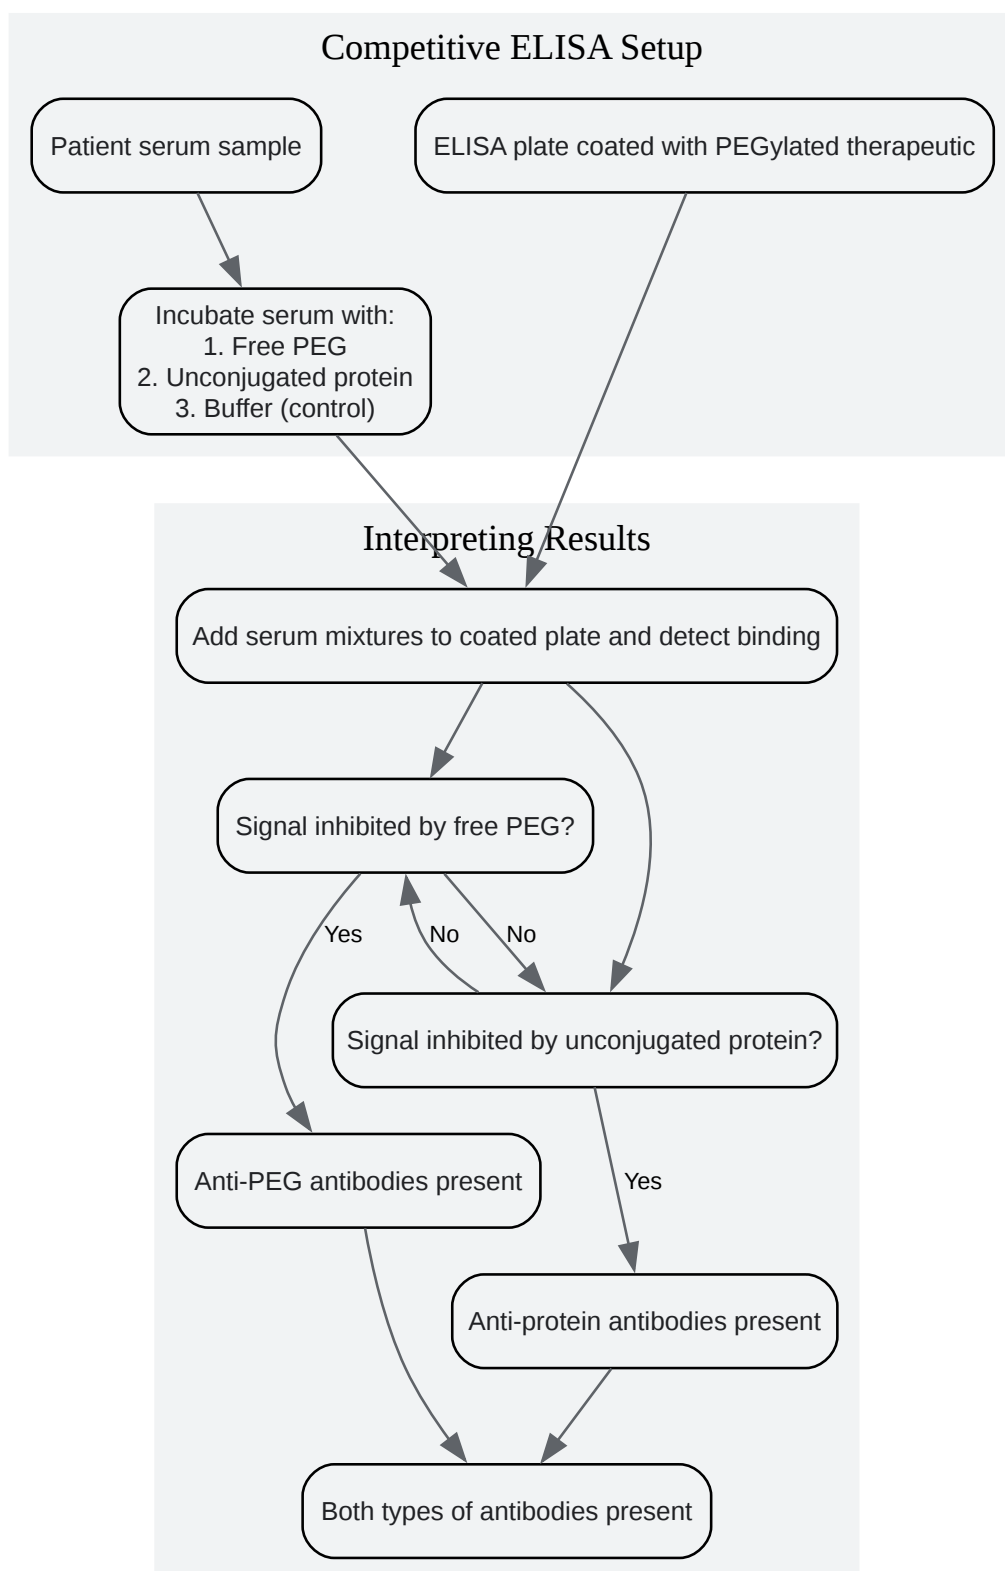 Competitive ELISA Setup
Patient serum sample
ELISA plate coated with PEGylated therapeutic
Incubate serum with:
1. Free PEG
2. Unconjugated protein
3. Buffer (control)
Interpreting Results
Add serum mixtures to coated plate and detect binding
Signal inhibited by free PEG?
Yes
No
No
Signal inhibited by unconjugated protein?
Anti-PEG antibodies present
Yes
Anti-protein antibodies present
Both types of antibodies present